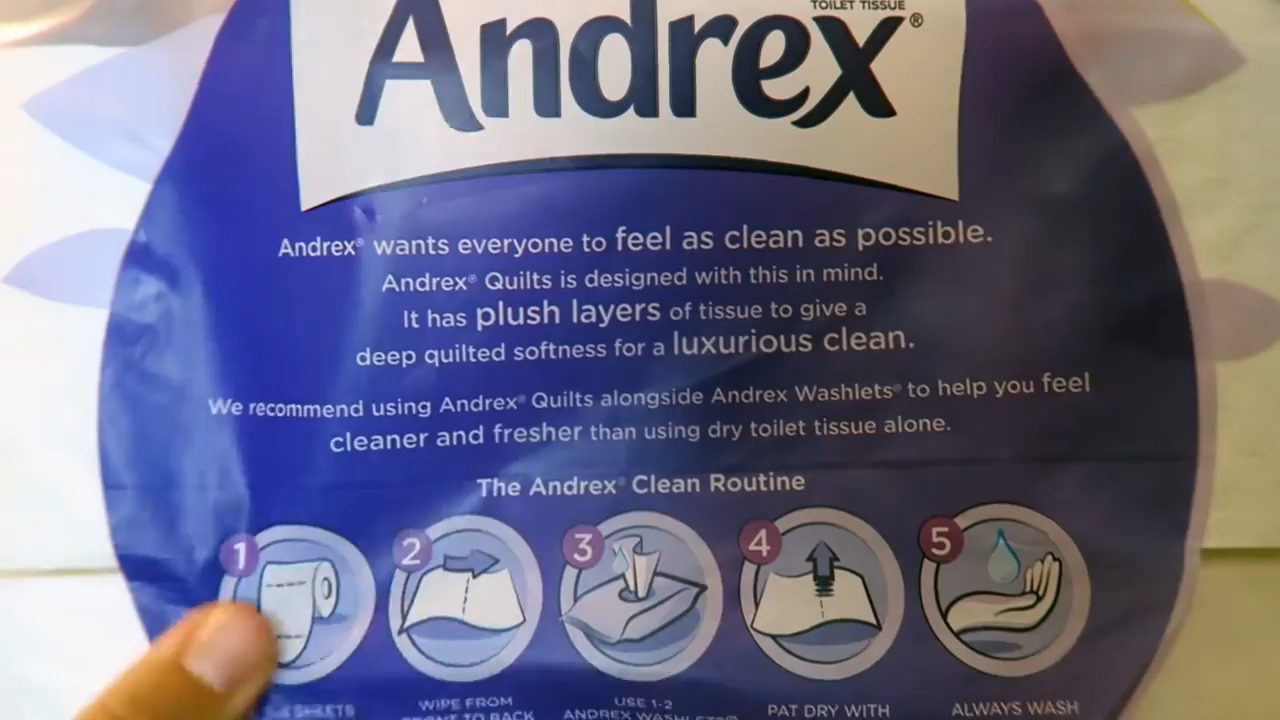 TOILET TISSUE
Andrex®
Andrex® wants everyone to feel as clean as possible.
Andrex® Quilts is designed with this in mind.
It has plush layers of tissue to give a
deep quilted softness for a luxurious clean.
We recommend using Andrex® Quilts alongside Andrex Washlets® to help you feel
cleaner and fresher than using dry toilet tissue alone.
The Andrex® Clean Routine
1 2 3 4 5
SHEETS
WIPE FROM
FRONT TO BACK
USE 1-2
ANDREX WASHLETS®
PAT DRY WITH
ALWAYS WASH